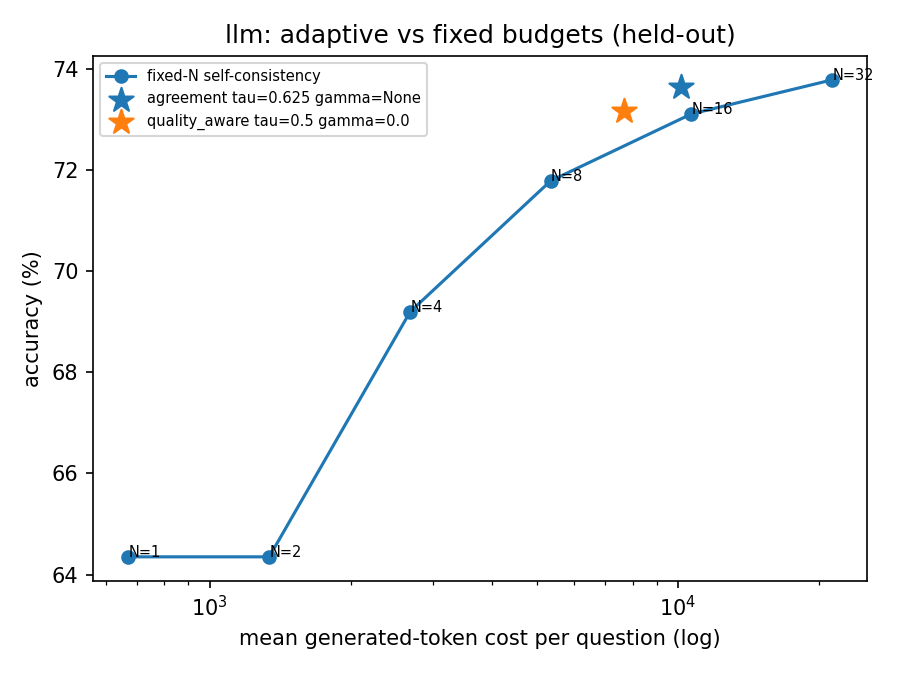 llm: adaptive vs fixed budgets (held-out)
fixed-N self-consistency
agreement tau=0.625 gamma=None
quality_aware tau=0.5 gamma=0.0
N=32
N=16
N=8
N=4
N=1
N=2
74
72
70
68
66
64
accuracy (%)
10³
10⁴
mean generated-token cost per question (log)